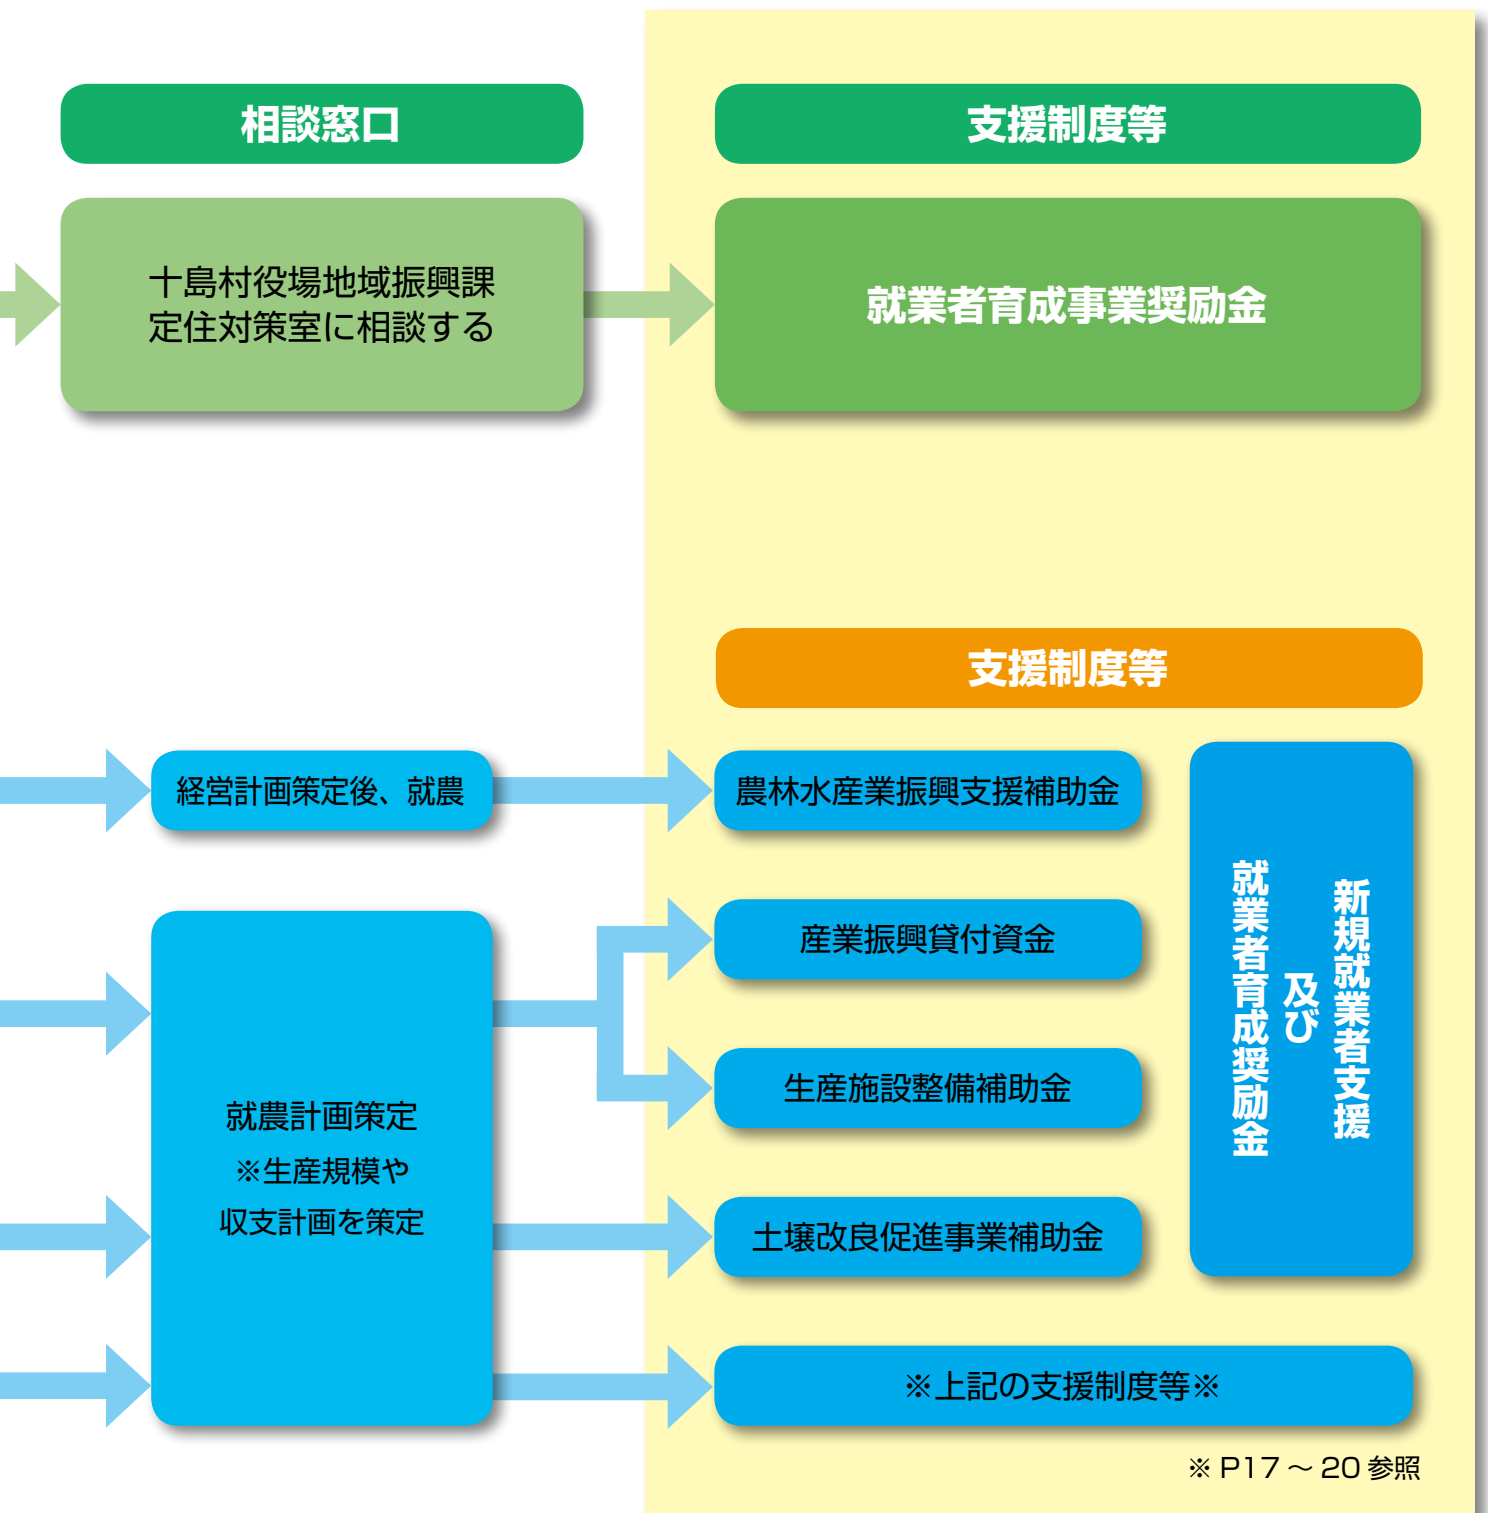 相談窓口
支援制度等
十島村役場地域振興課
定住対策室に相談する
就業者育成事業奨励金
支援制度等
経営計画策定後、就農
農林水産業振興支援補助金
新規就業者支援
及び
就業者育成奨励金
産業振興貸付資金
生産施設整備補助金
就農計画策定
※生産規模や
収支計画を策定
土壌改良促進事業補助金
※上記の支援制度等※
※ P17 ～ 20 参照